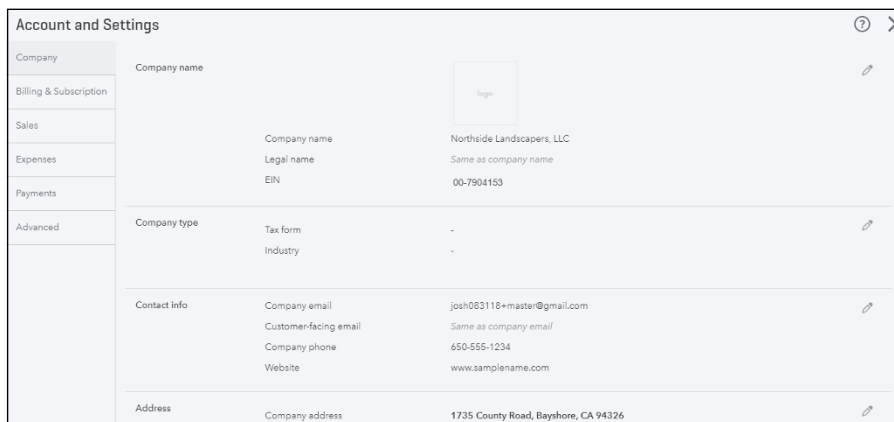 Account and Settings
Company
Billing & Subscription
Sales
Expenses
Payments
Advanced
Company name
logo
Company name Northside Landscapers, LLC
Legal name Same as company name
EIN 00-7904153
Company type
Tax form -
Industry -
Contact info
Company email josh083118+master@gmail.com
Customer-facing email Same as company email
Company phone 650-555-1234
Website www.samplename.com
Address
Company address 1735 County Road, Bayshore, CA 94326